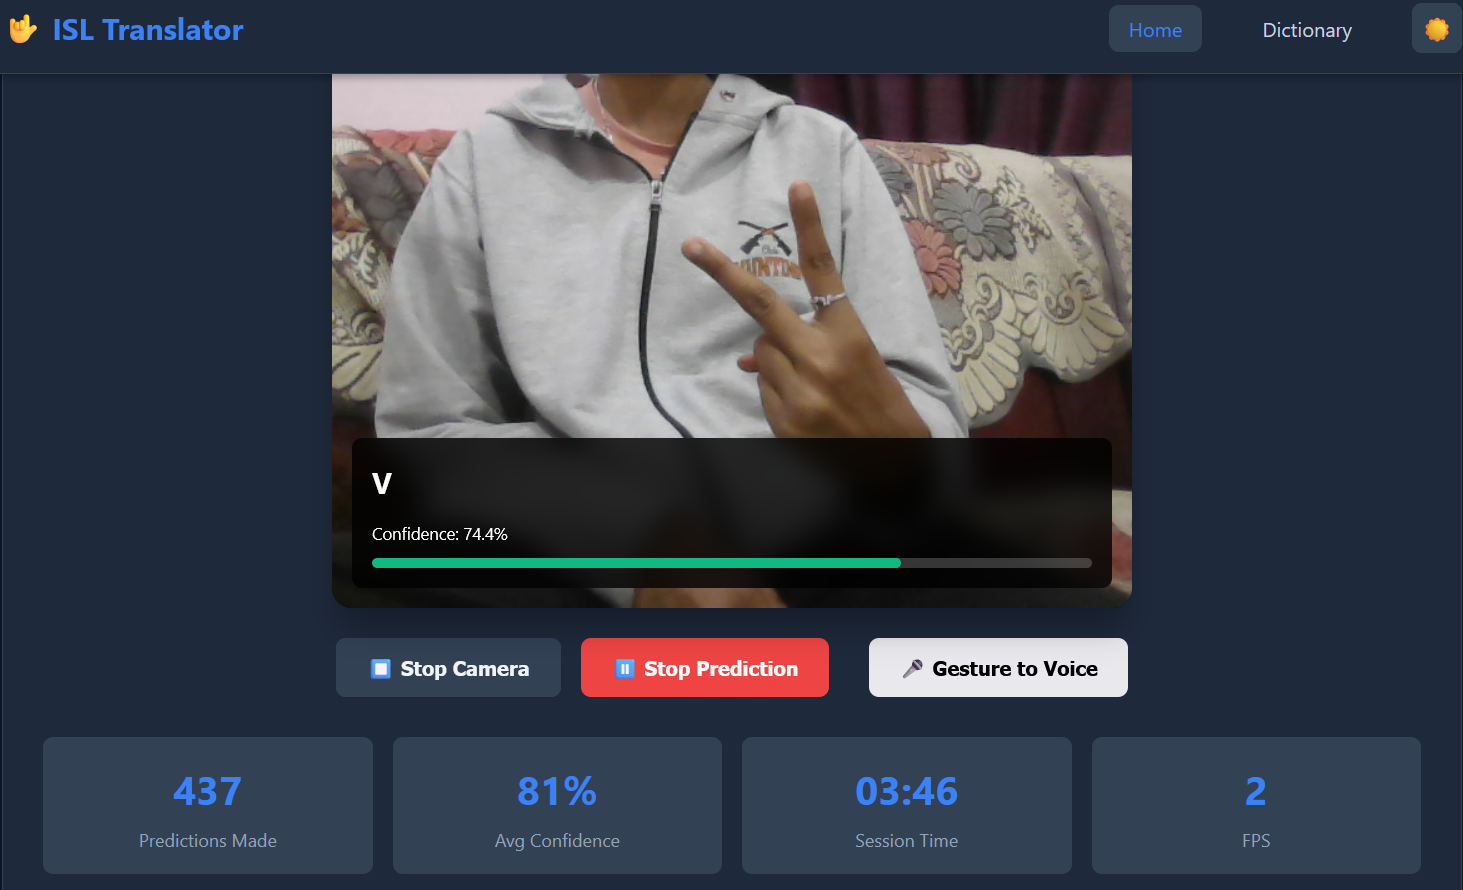 ISL Translator
Home
Dictionary
V
Confidence: 74.4%
Stop Camera
Stop Prediction
Gesture to Voice
437
81%
03:46
2
Predictions Made
Avg Confidence
Session Time
FPS